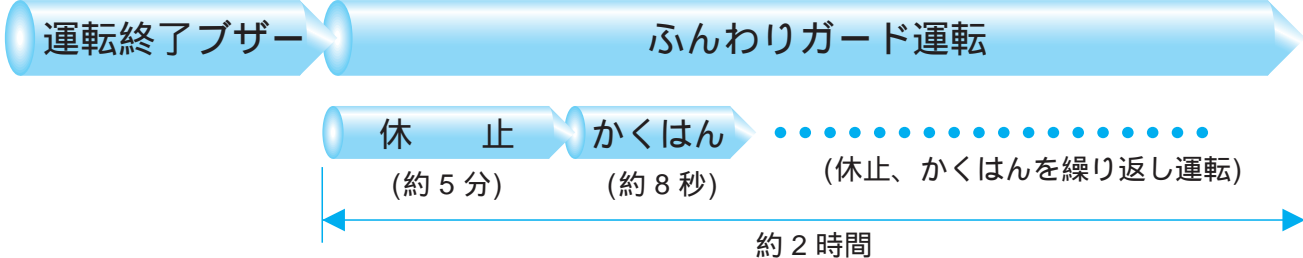 運転終了ブザー ふんわりガード運転
休 止 かくはん
(約 5 分) (約 8 秒) (休止、かくはんを繰り返し運転)
約 2 時間